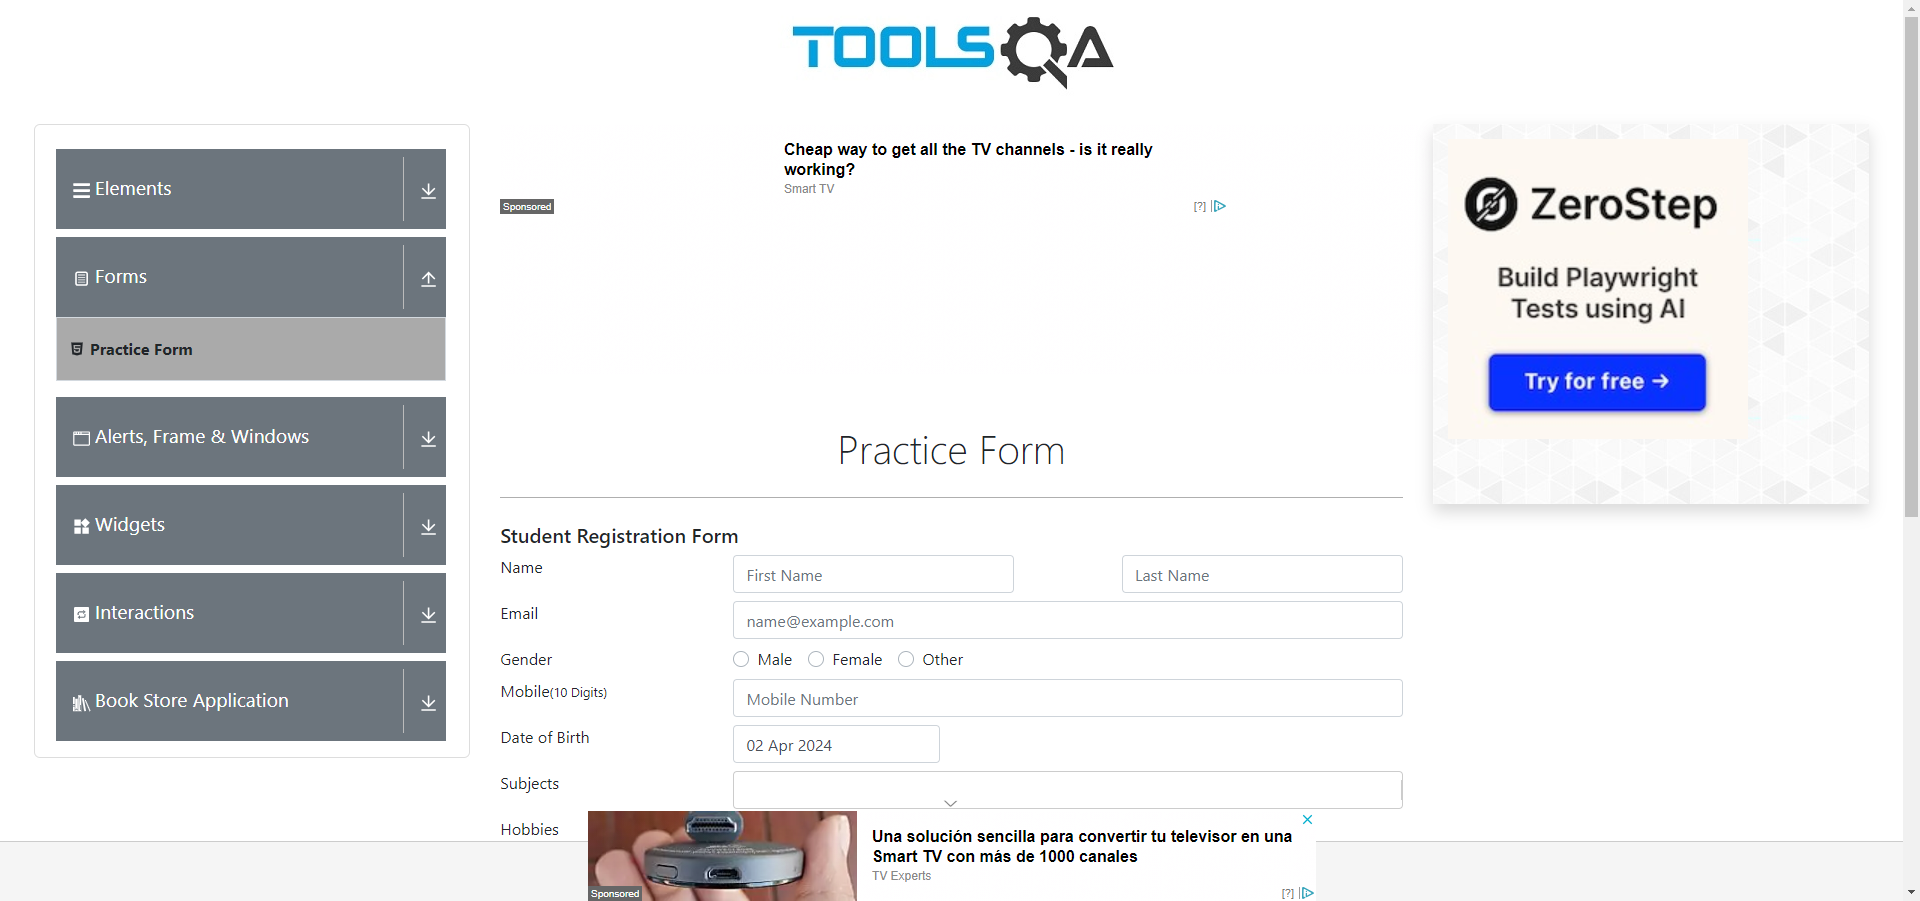 TOOLSQA
Elements
Forms
Practice Form
Alerts, Frame & Windows
Widgets
Interactions
Book Store Application
Cheap way to get all the TV channels - is it really
working?
Smart TV
Sponsored
[?]
Practice Form
Student Registration Form
Name
First Name
Last Name
Email
name@example.com
Gender
Male
Female
Other
Mobile(10 Digits)
Mobile Number
Date of Birth
02 Apr 2024
Subjects
Hobbies
ZeroStep
Build Playwright
Tests using AI
Try for free →
Una solución sencilla para convertir tu televisor en una
Smart TV con más de 1000 canales
TV Experts
Sponsored
[?]